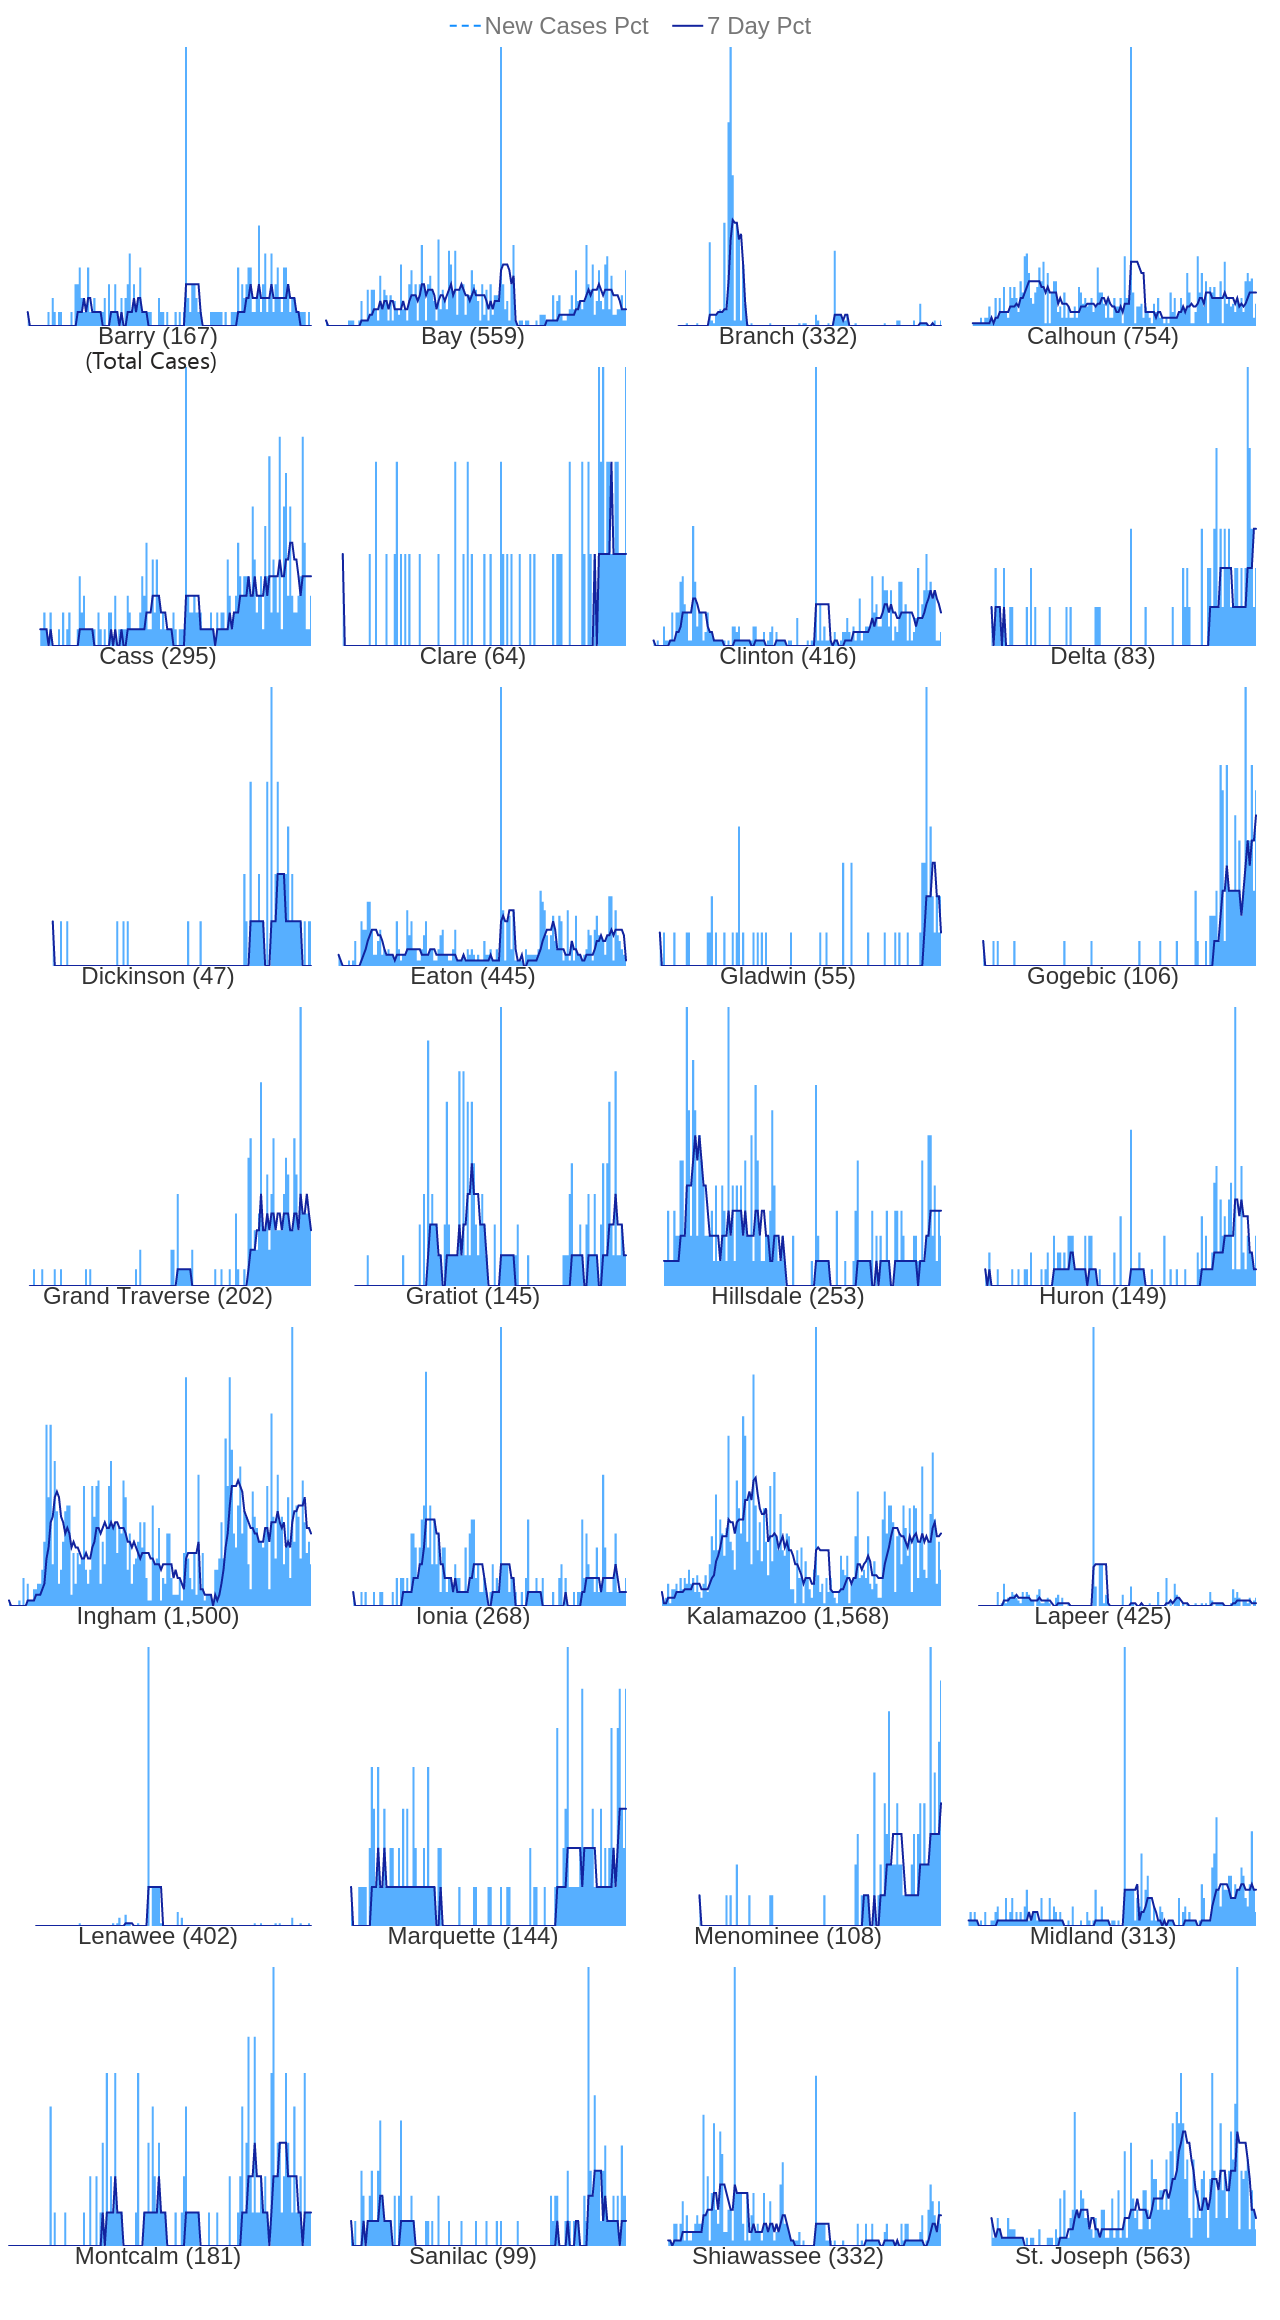 New Cases Pct 7 Day Pct
Barry (167) Bay (559) Branch (332) Calhoun (754)
(Total Cases)
Cass (295) Clare (64) Clinton (416) Delta (83)
Dickinson (47) Eaton (445) Gladwin (55) Gogebic (106)
Grand Traverse (202) Gratiot (145) Hillsdale (253) Huron (149)
Ingham (1,500) Ionia (268) Kalamazoo (1,568) Lapeer (425)
Lenawee (402) Marquette (144) Menominee (108) Midland (313)
Montcalm (181) Sanilac (99) Shiawassee (332) St. Joseph (563)